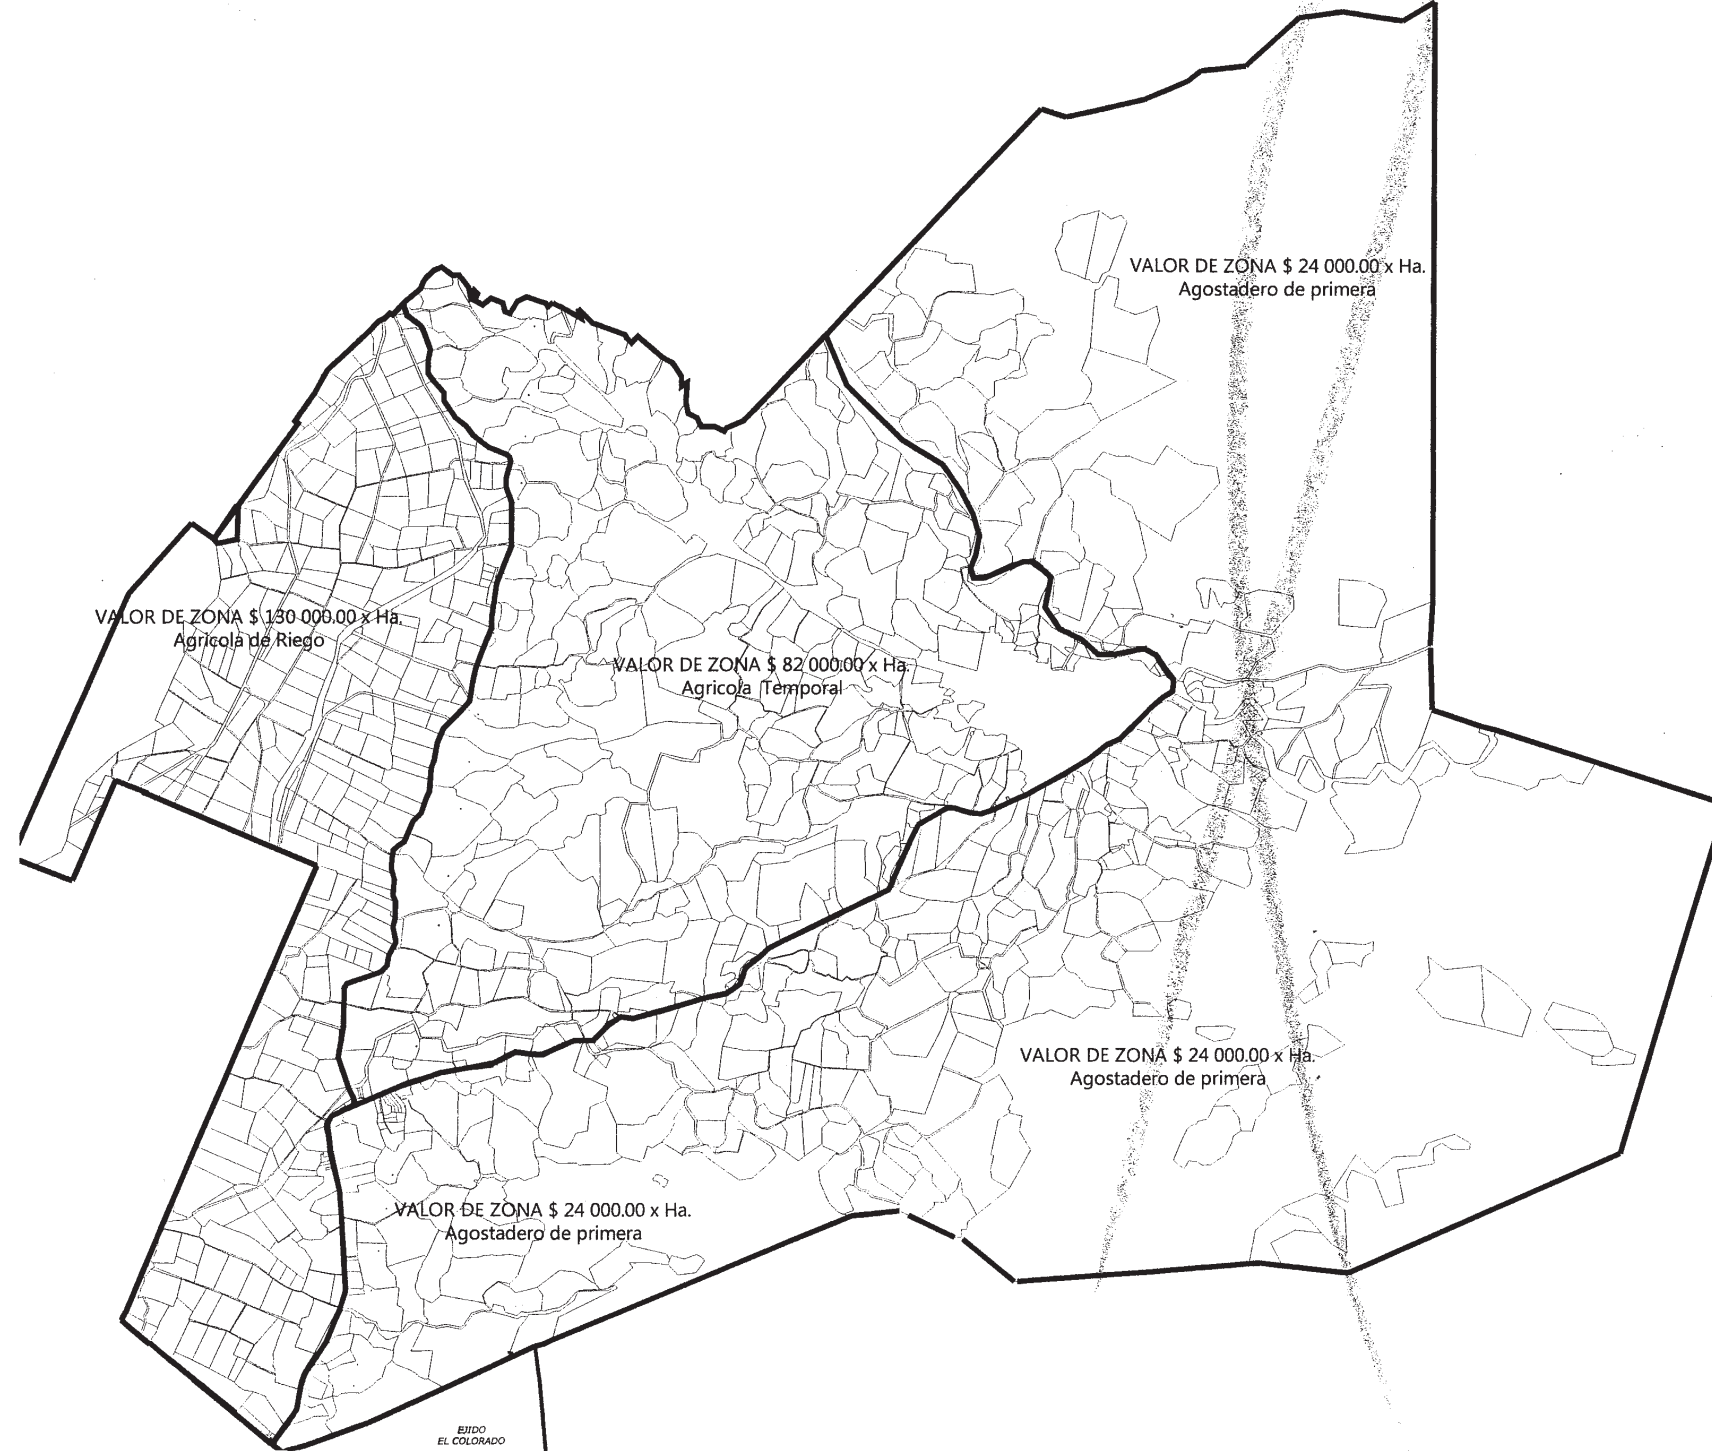 VALOR DE ZONA $ 24 000.00 x Ha.
Agostadero de primera
VALOR DE ZONA $ 130 000.00 x Ha.
Agricola de Riego
VALOR DE ZONA $ 82 000.00 x Ha.
Agricola Temporal
VALOR DE ZONA $ 24 000.00 x Ha.
Agostadero de primera
VALOR DE ZONA $ 24 000.00 x Ha.
Agostadero de primera
EJIDO
EL COLORADO